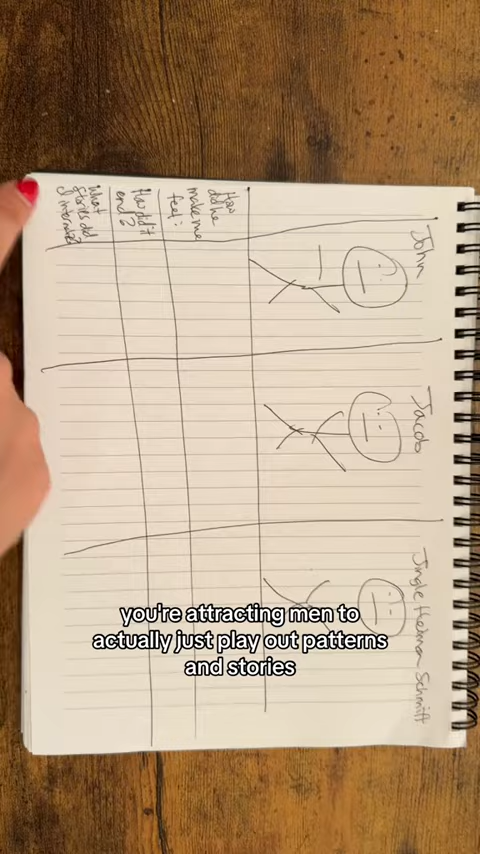 John
Jacob
Jingle Heimer Schmitt
How
did he
make me
feel?
How did it
end?
What
stories did
you're attracting men to
actually just play out patterns
and stories